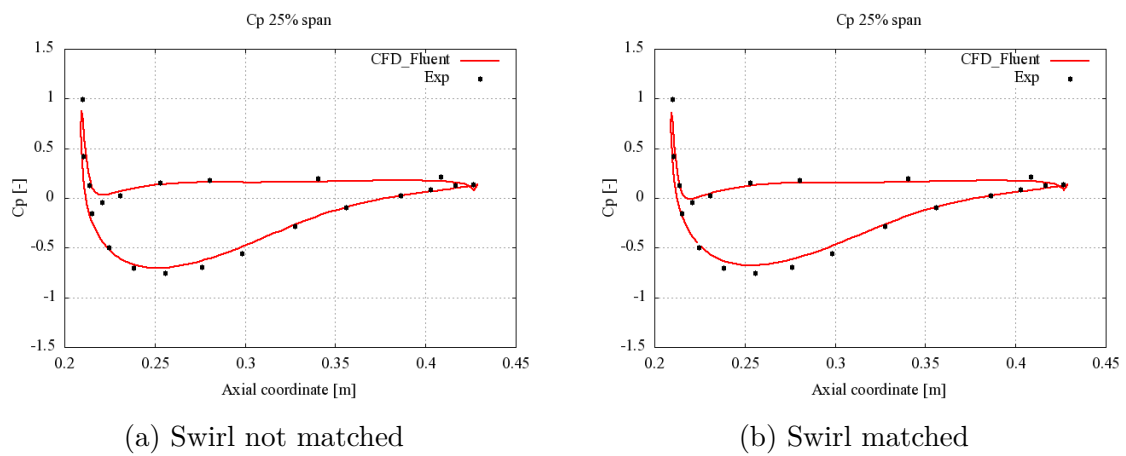 Cp 25% span
1.5
1
0.5
0
-0.5
-1
-1.5
Cp [-]
0.2 0.25 0.3 0.35 0.4 0.45
Axial coordinate [m]
CFD_Fluent
Exp
(a) Swirl not matched
Cp 25% span
1.5
1
0.5
0
-0.5
-1
-1.5
Cp [-]
0.2 0.25 0.3 0.35 0.4 0.45
Axial coordinate [m]
CFD_Fluent
Exp
(b) Swirl matched